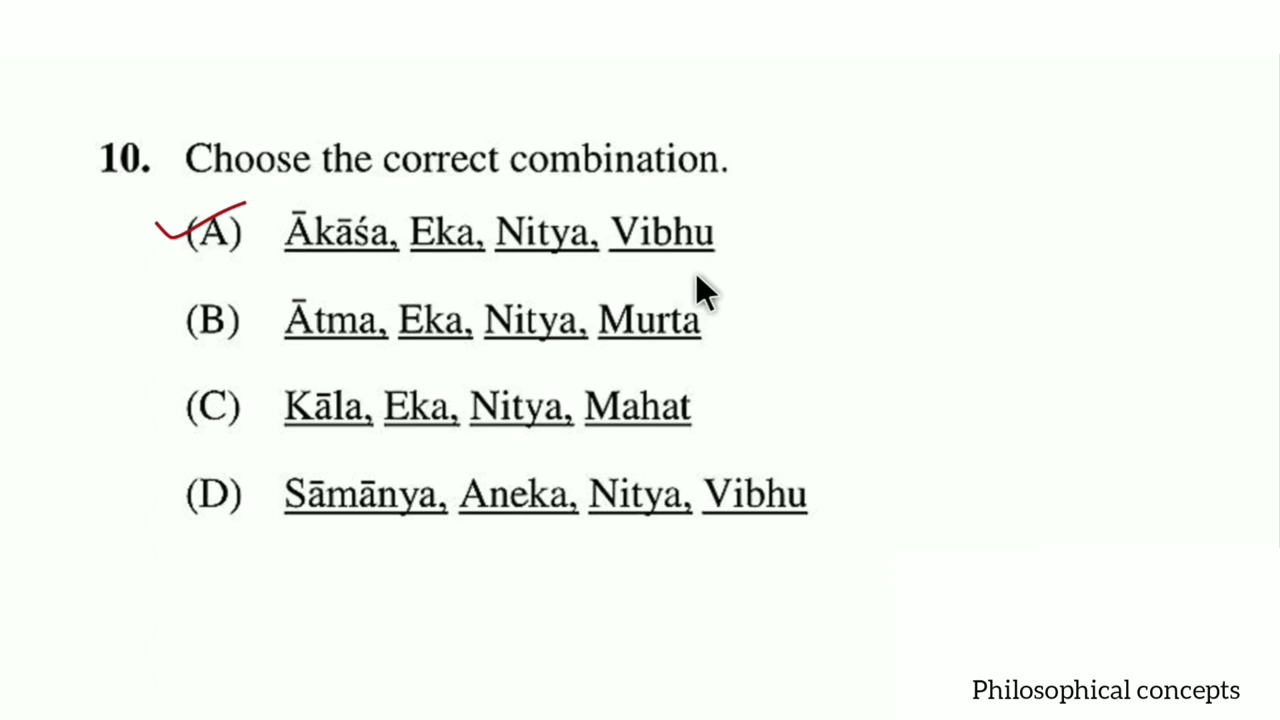 10. Choose the correct combination.
(A) Ākāśa, Eka, Nitya, Vibhu
(B) Ātma, Eka, Nitya, Murta
(C) Kāla, Eka, Nitya, Mahat
(D) Sāmānya, Aneka, Nitya, Vibhu
Philosophical concepts